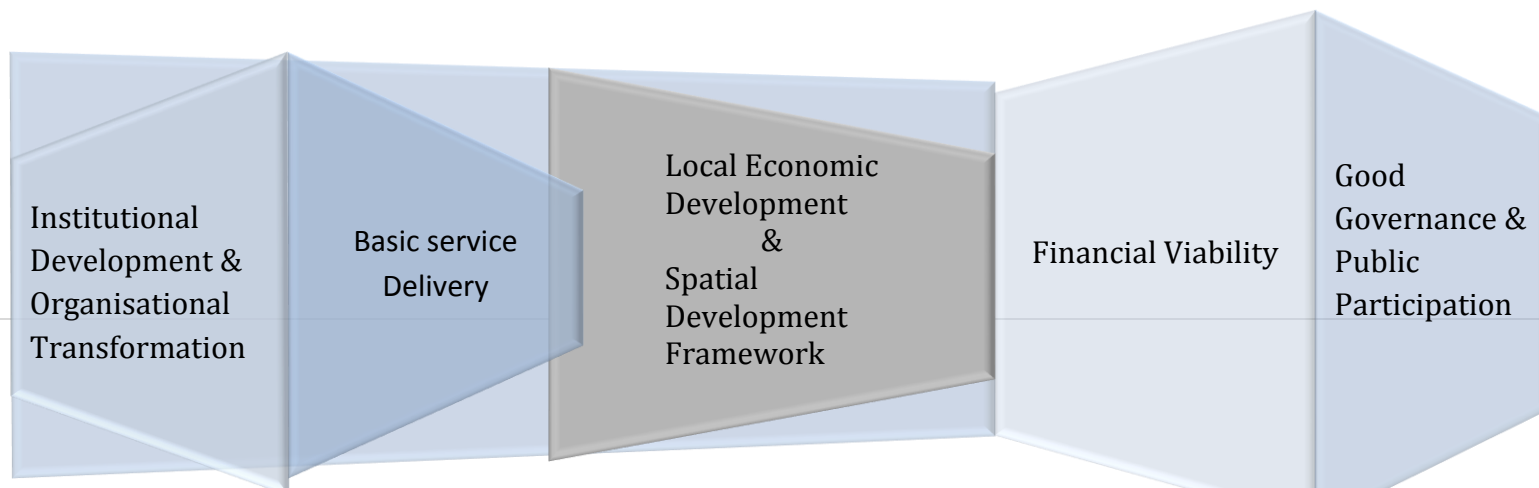 Institutional
Development &
Organisational
Transformation
Basic service
Delivery
Local Economic
Development
&
Spatial
Development
Framework
Financial Viability
Good
Governance &
Public
Participation